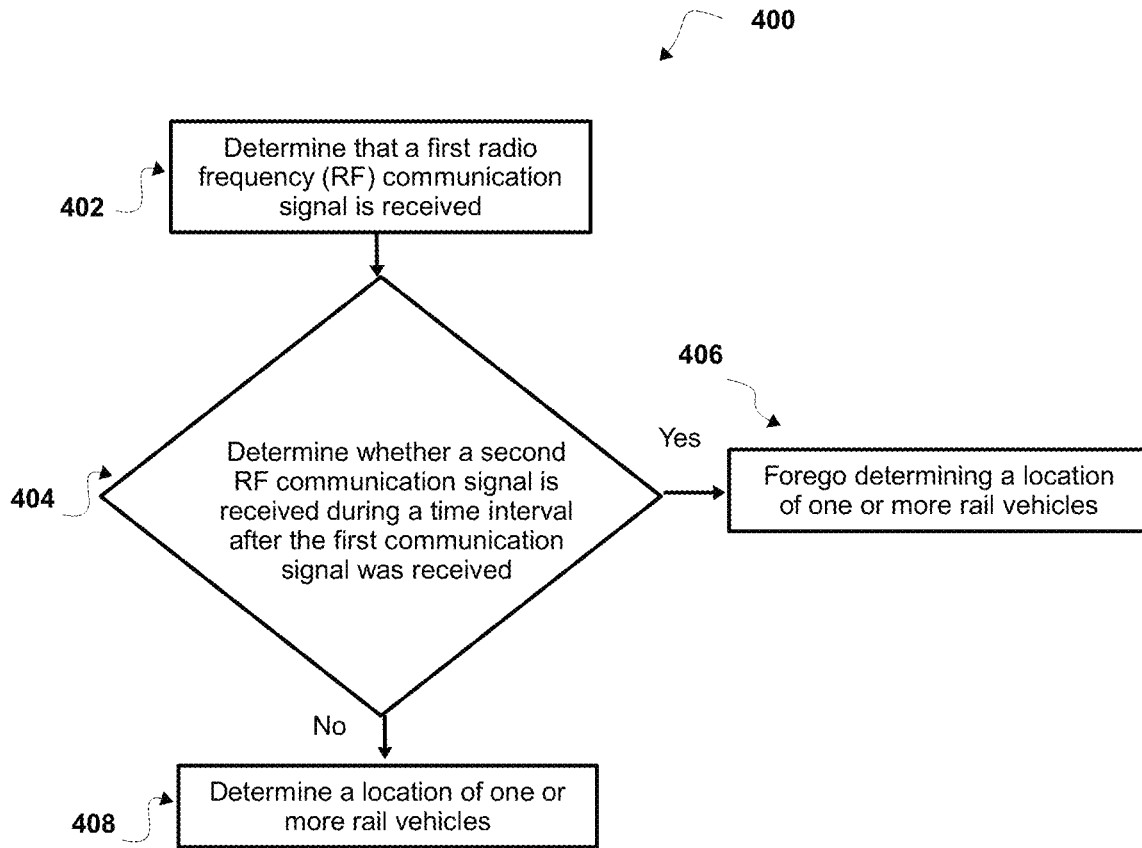 400
Determine that a first radio
frequency (RF) communication
signal is received
402
406
Yes
Determine whether a second
RF communication signal is
received during a time interval
after the first communication
signal was received
404
Forego determining a location
of one or more rail vehicles
No
Determine a location of one or
more rail vehicles
408